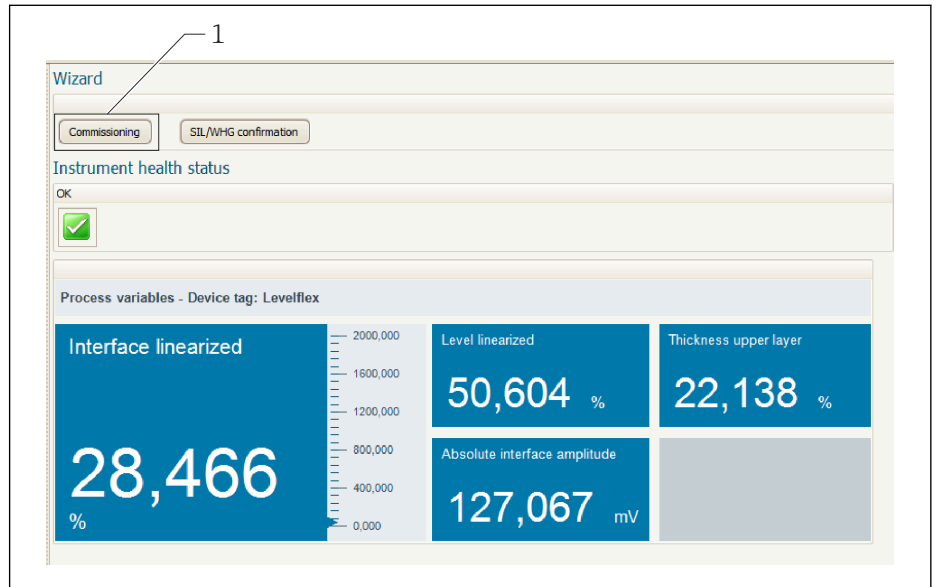 1
Wizard
Commissioning
SIL/WHG confirmation
Instrument health status
OK
Process variables - Device tag: Levelflex
Interface linearized
28,466
%
2000,000
1600,000
1200,000
800,000
400,000
0,000
Level linearized
50,604 %
Thickness upper layer
22,138 %
Absolute interface amplitude
127,067 mV